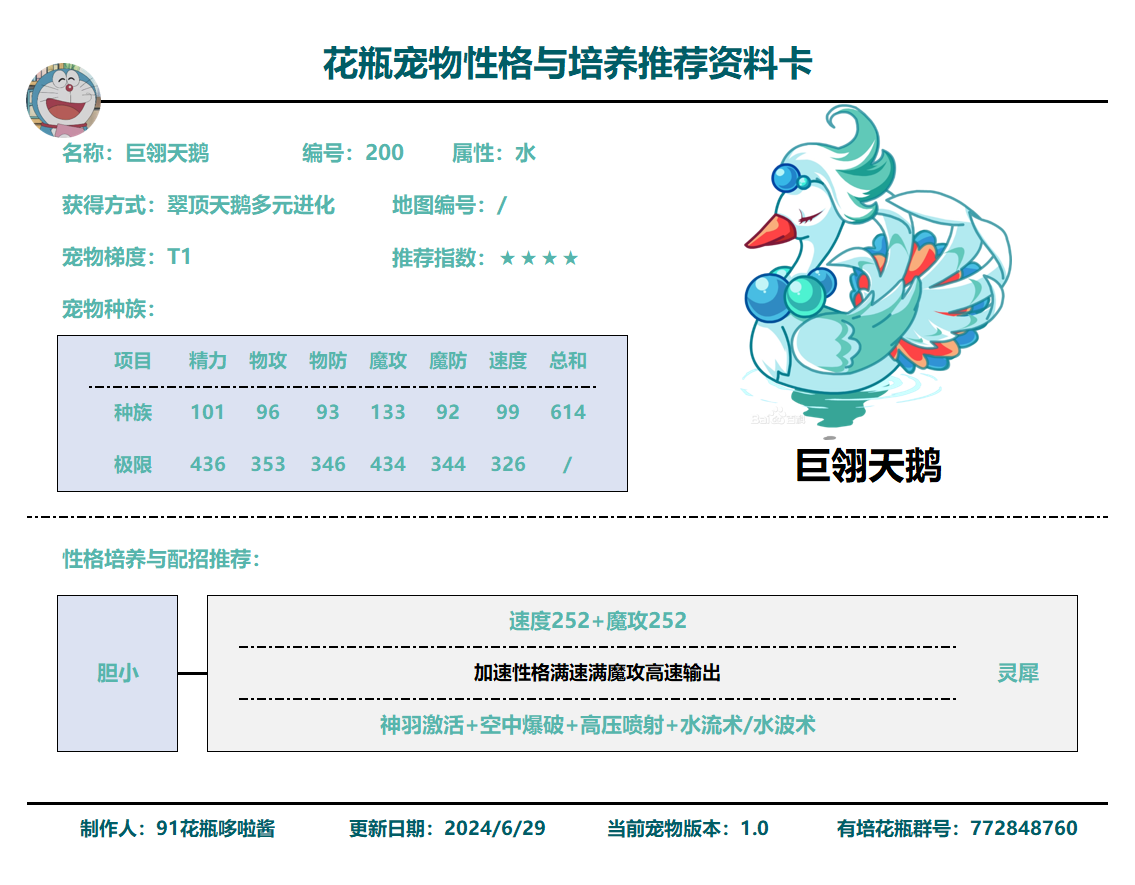 花瓶宠物性格与培养推荐资料卡
名称：巨翎天鹅 编号：200 属性：水
获得方式：翠顶天鹅多元进化 地图编号：/
宠物梯度：T1 推荐指数：★★★★
宠物种族：
项目 精力 物攻 物防 魔攻 魔防 速度 总和
种族 101 96 93 133 92 99 614
极限 436 353 346 434 344 326 /
Bai百科
巨翎天鹅
性格培养与配招推荐：
速度252+魔攻252
胆小 加速性格满速满魔攻高速输出 灵犀
神羽激活+空中爆破+高压喷射+水流术/水波术
制作人：91花瓶哆啦酱 更新日期：2024/6/29 当前宠物版本：1.0 有培花瓶群号：772848760